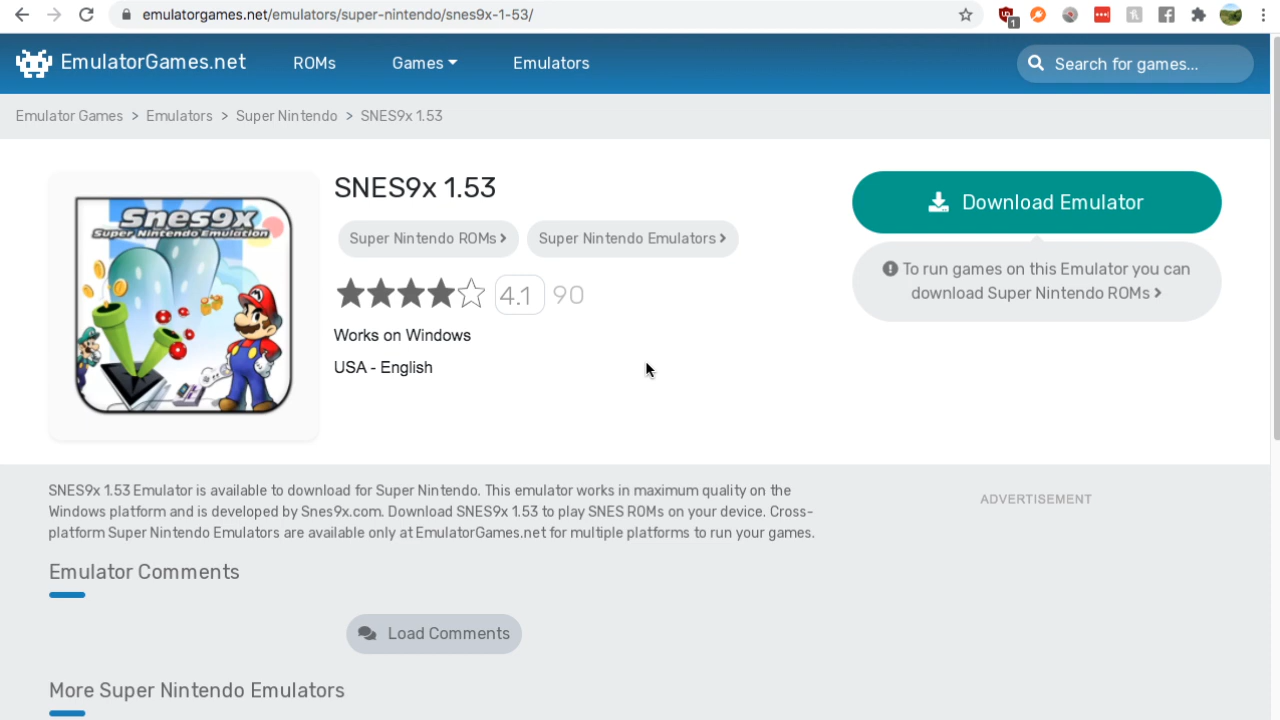 emulatorgames.net/emulators/super-nintendo/snes9x-1-53/
1
EmulatorGames.net
ROMs
Games
Emulators
Search for games...
Emulator Games > Emulators > Super Nintendo > SNES9x 1.53
Snes9x
Super Nintendo Emulation
SNES9x 1.53
Super Nintendo ROMs
Super Nintendo Emulators
4.1
90
Works on Windows
USA - English
Download Emulator
To run games on this Emulator you can
download Super Nintendo ROMs
SNES9x 1.53 Emulator is available to download for Super Nintendo. This emulator works in maximum quality on the
Windows platform and is developed by Snes9x.com. Download SNES9x 1.53 to play SNES ROMs on your device. Cross-
platform Super Nintendo Emulators are available only at EmulatorGames.net for multiple platforms to run your games.
ADVERTISEMENT
Emulator Comments
Load Comments
More Super Nintendo Emulators